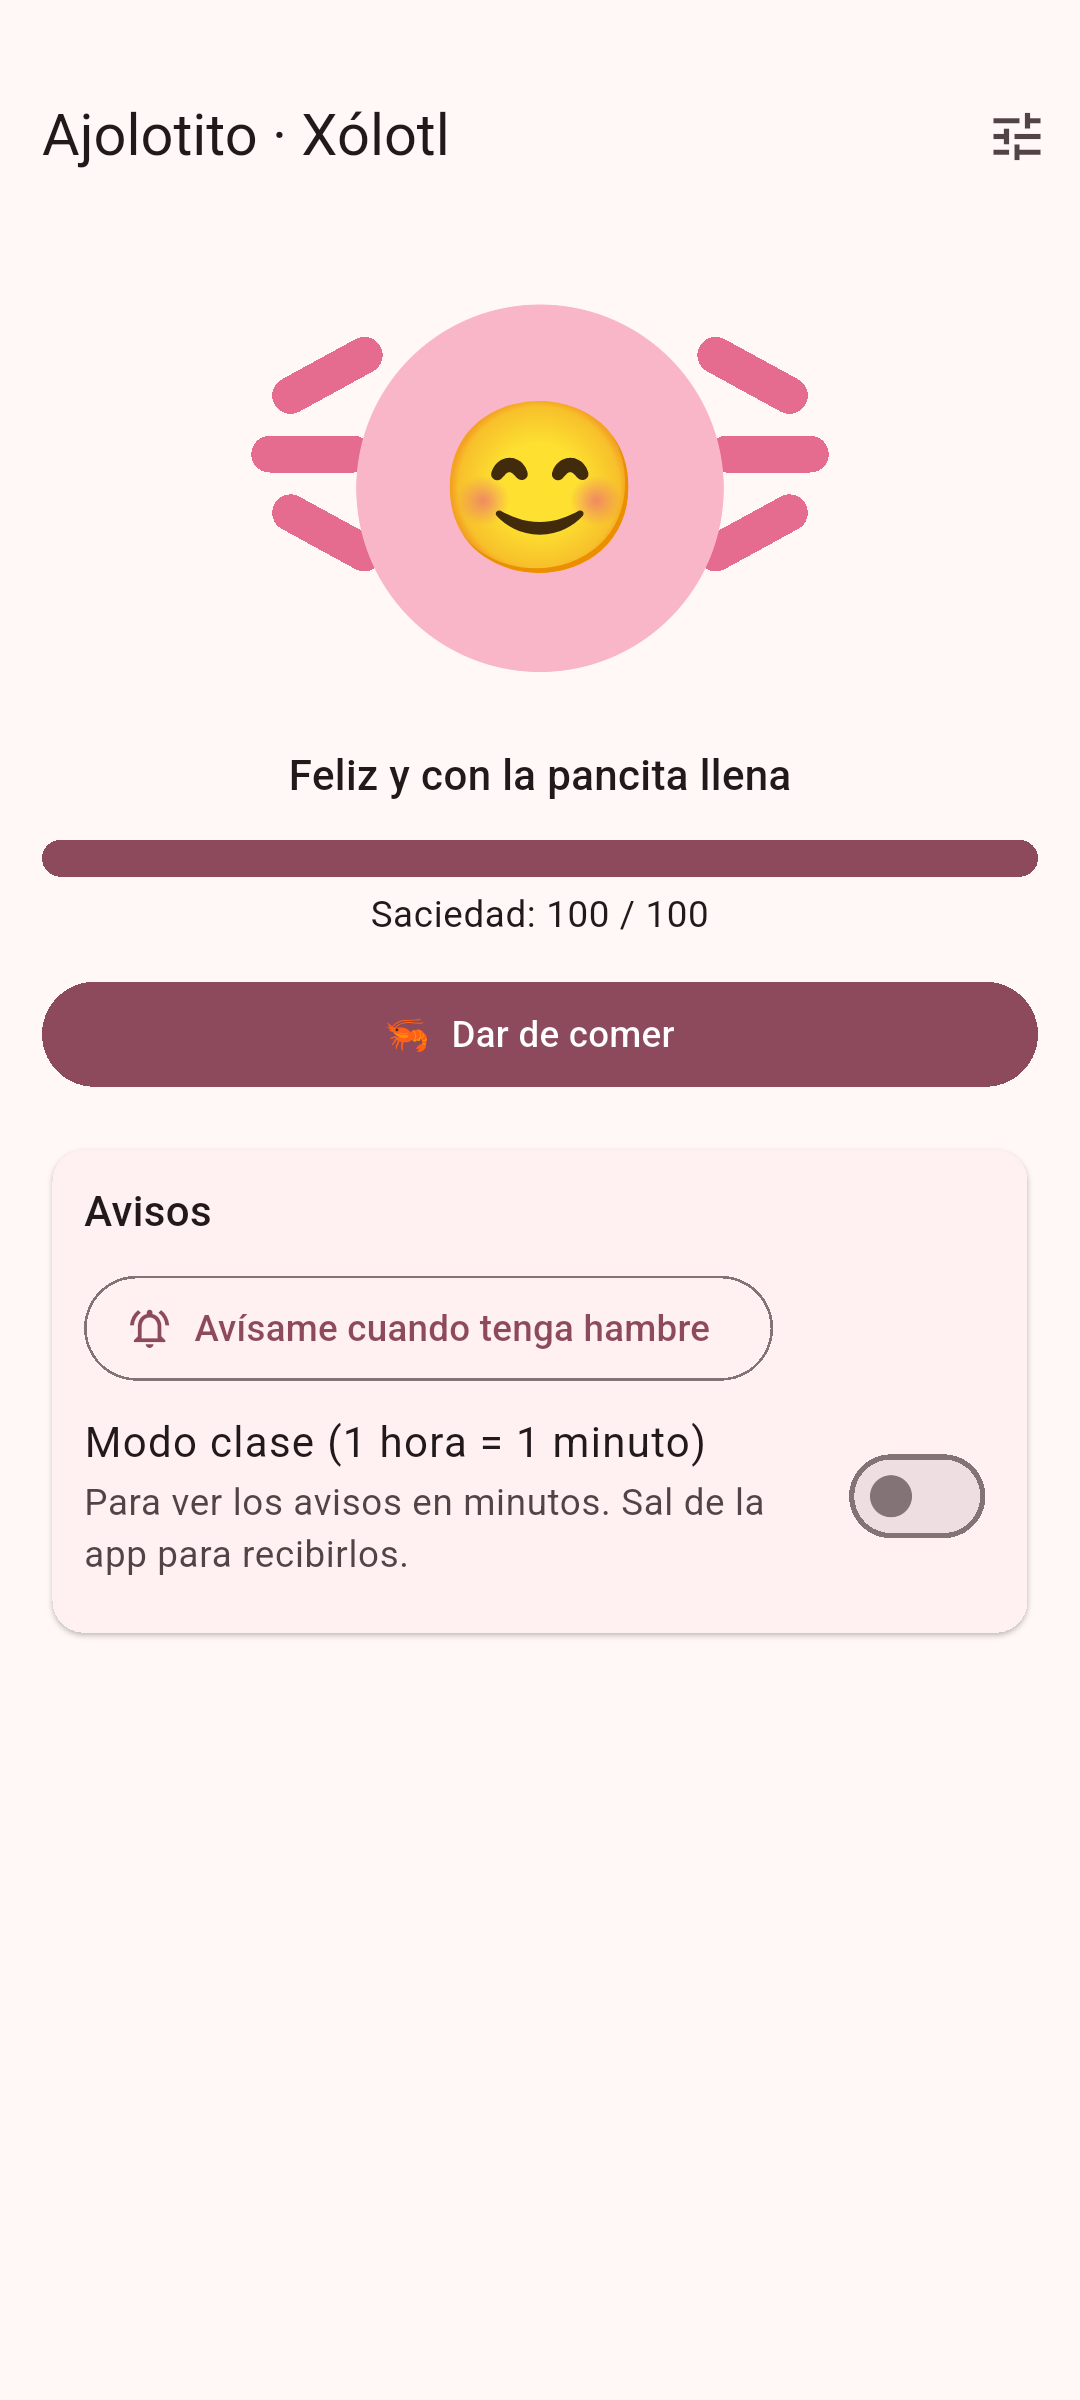 Ajolotito · Xólotl
Feliz y con la pancita llena
Saciedad: 100 / 100
Dar de comer
Avisos
Avísame cuando tenga hambre
Modo clase (1 hora = 1 minuto)
Para ver los avisos en minutos. Sal de la
app para recibirlos.